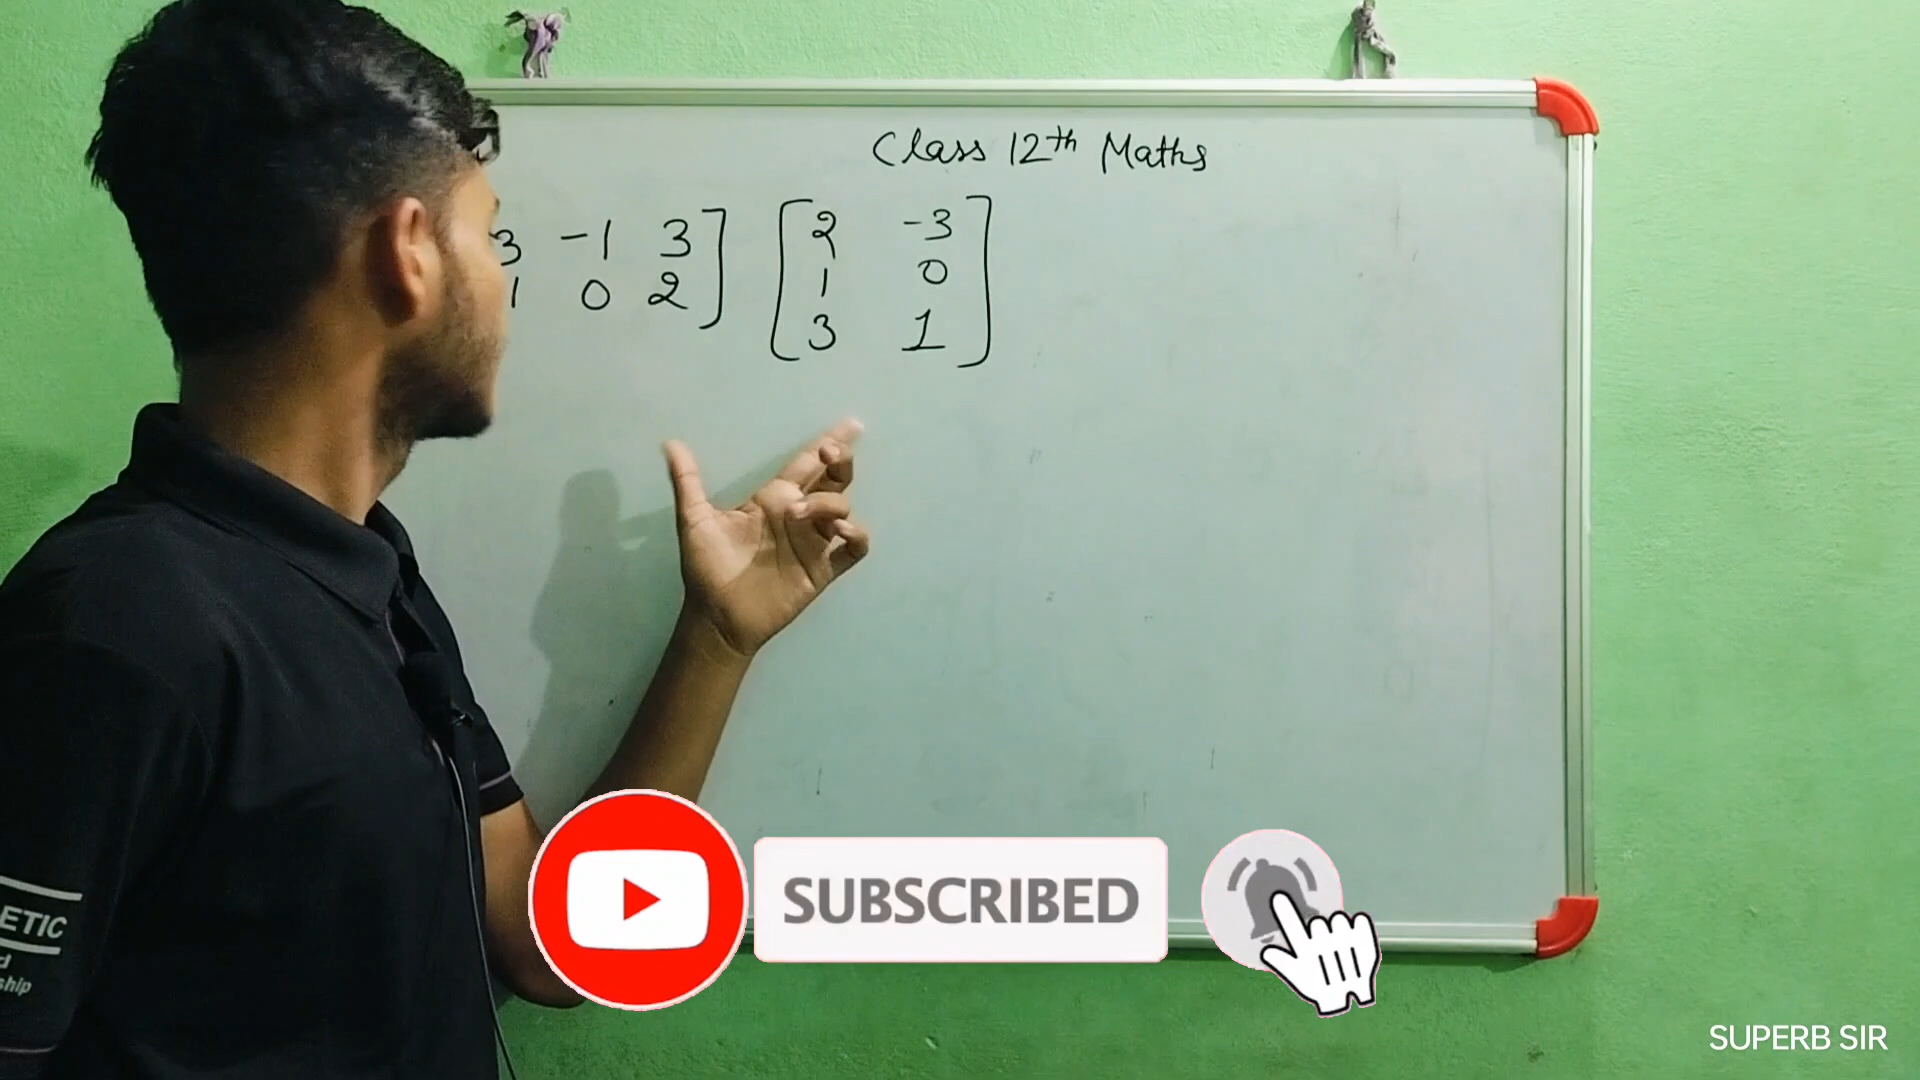 Class 12th Maths
3 -1 3
1 0 2
2 -3
1 0
3 1
SUBSCRIBED
ETIC
d
ship
SUPERB SIR